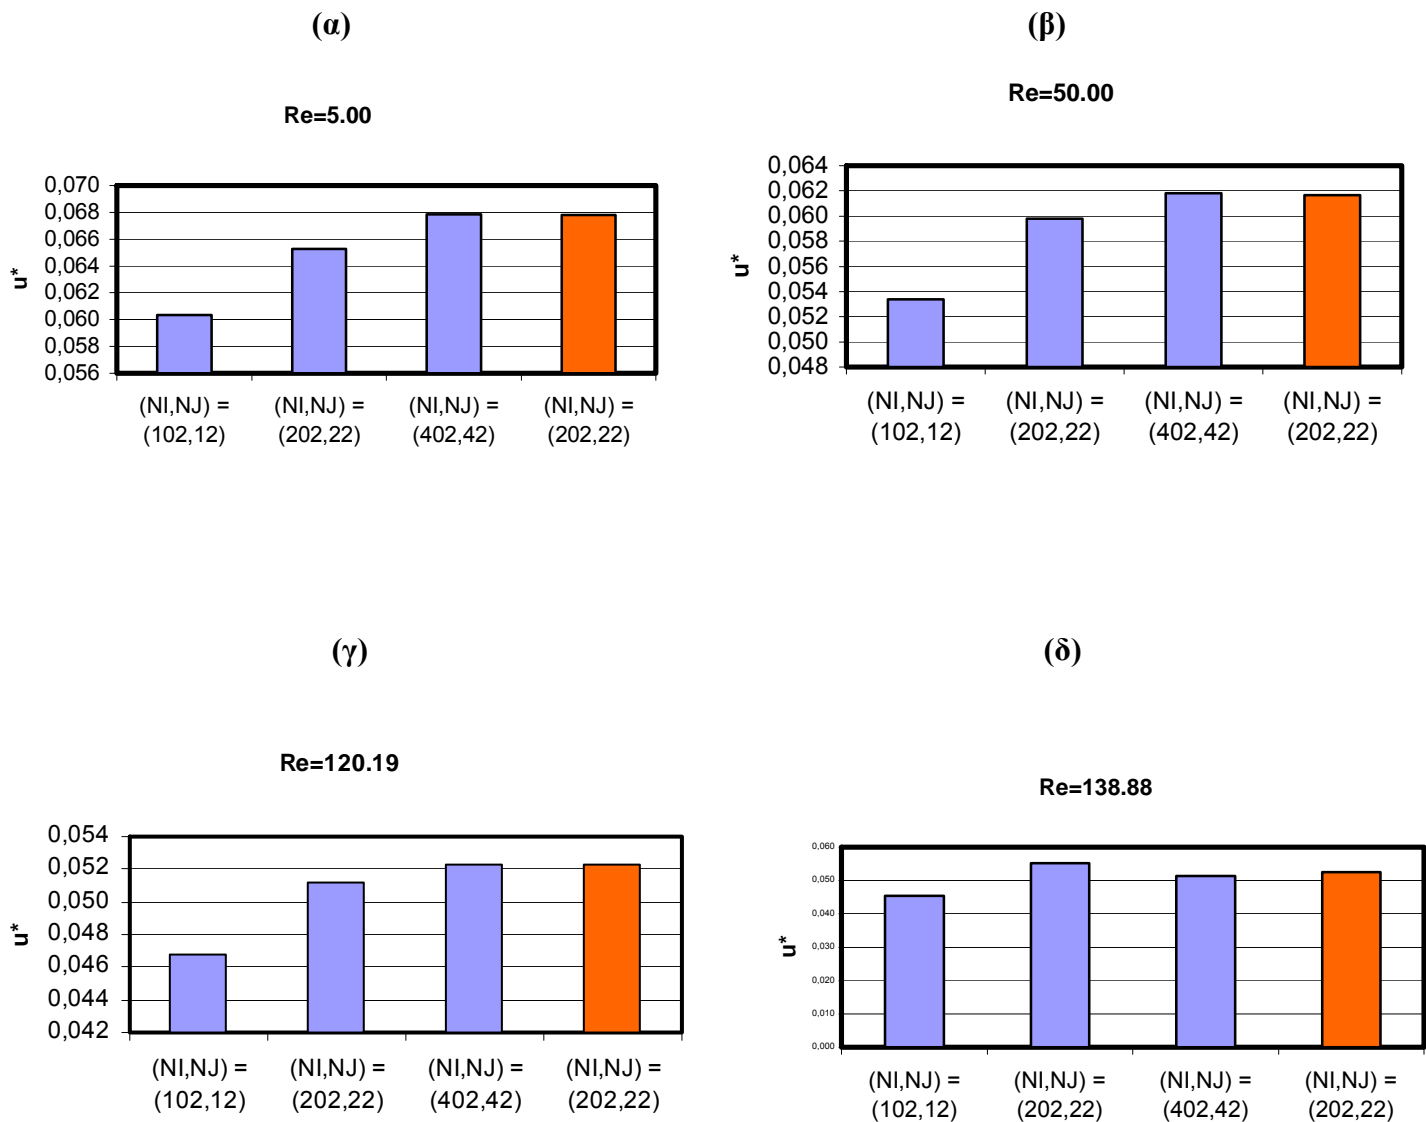 (α)
(β)
Re=5.00
Re=50.00
0,070
0,068
0,066
0,064
0,062
0,060
0,058
0,056
u*
(NI,NJ) =
(102,12)
(NI,NJ) =
(202,22)
(NI,NJ) =
(402,42)
(NI,NJ) =
(202,22)
0,064
0,062
0,060
0,058
0,056
0,054
0,052
0,050
0,048
u*
(NI,NJ) =
(102,12)
(NI,NJ) =
(202,22)
(NI,NJ) =
(402,42)
(NI,NJ) =
(202,22)
(γ)
(δ)
Re=120.19
Re=138.88
0,054
0,052
0,050
0,048
0,046
0,044
0,042
u*
(NI,NJ) =
(102,12)
(NI,NJ) =
(202,22)
(NI,NJ) =
(402,42)
(NI,NJ) =
(202,22)
0,060
0,050
0,040
0,030
0,020
0,010
0,000
u*
(NI,NJ) =
(102,12)
(NI,NJ) =
(202,22)
(NI,NJ) =
(402,42)
(NI,NJ) =
(202,22)